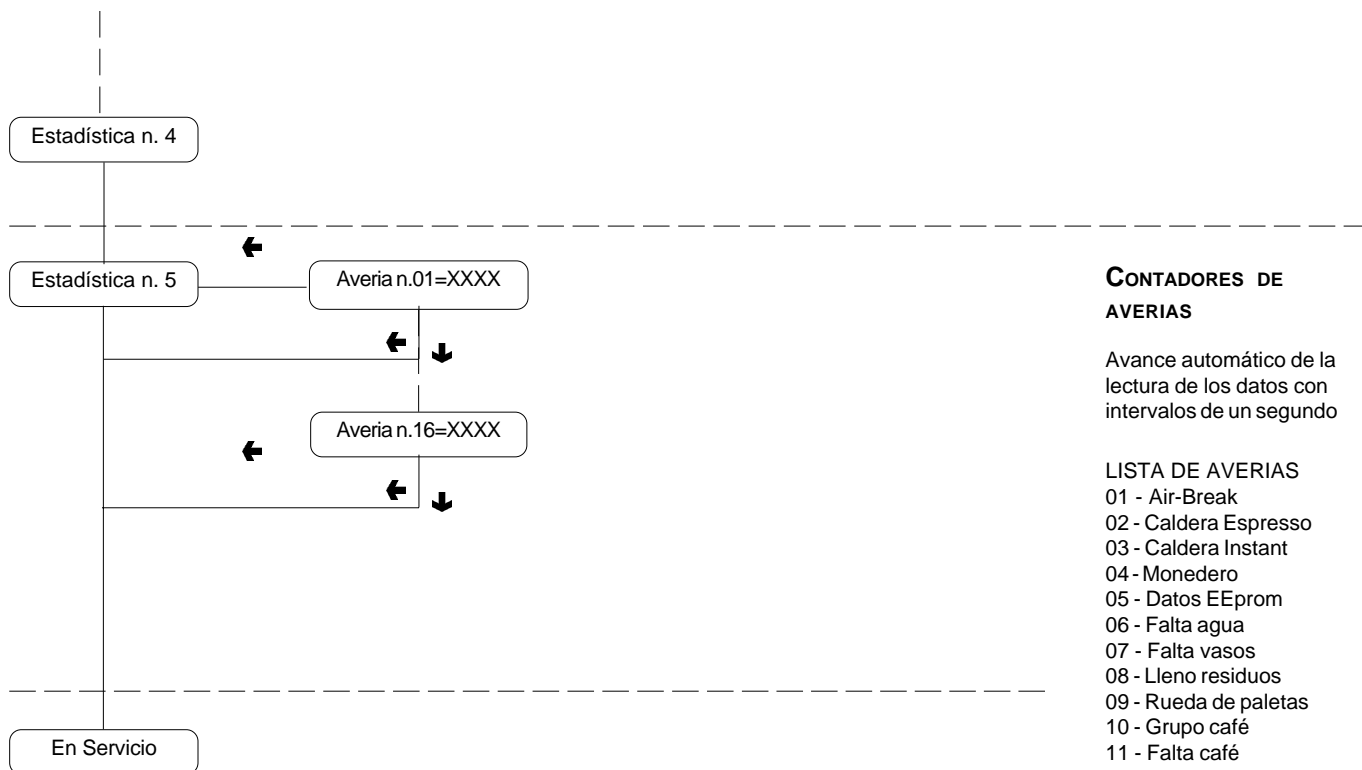 Estadística n. 4
Estadística n. 5
Averia n.01=XXXX
Averia n.16=XXXX
En Servicio
CONTADORES DE
AVERIAS
Avance automático de la
lectura de los datos con
intervalos de un segundo
LISTA DE AVERIAS
01 - Air-Break
02 - Caldera Espresso
03 - Caldera Instant
04 - Monedero
05 - Datos EEprom
06 - Falta agua
07 - Falta vasos
08 - Lleno residuos
09 - Rueda de paletas
10 - Grupo café
11 - Falta café